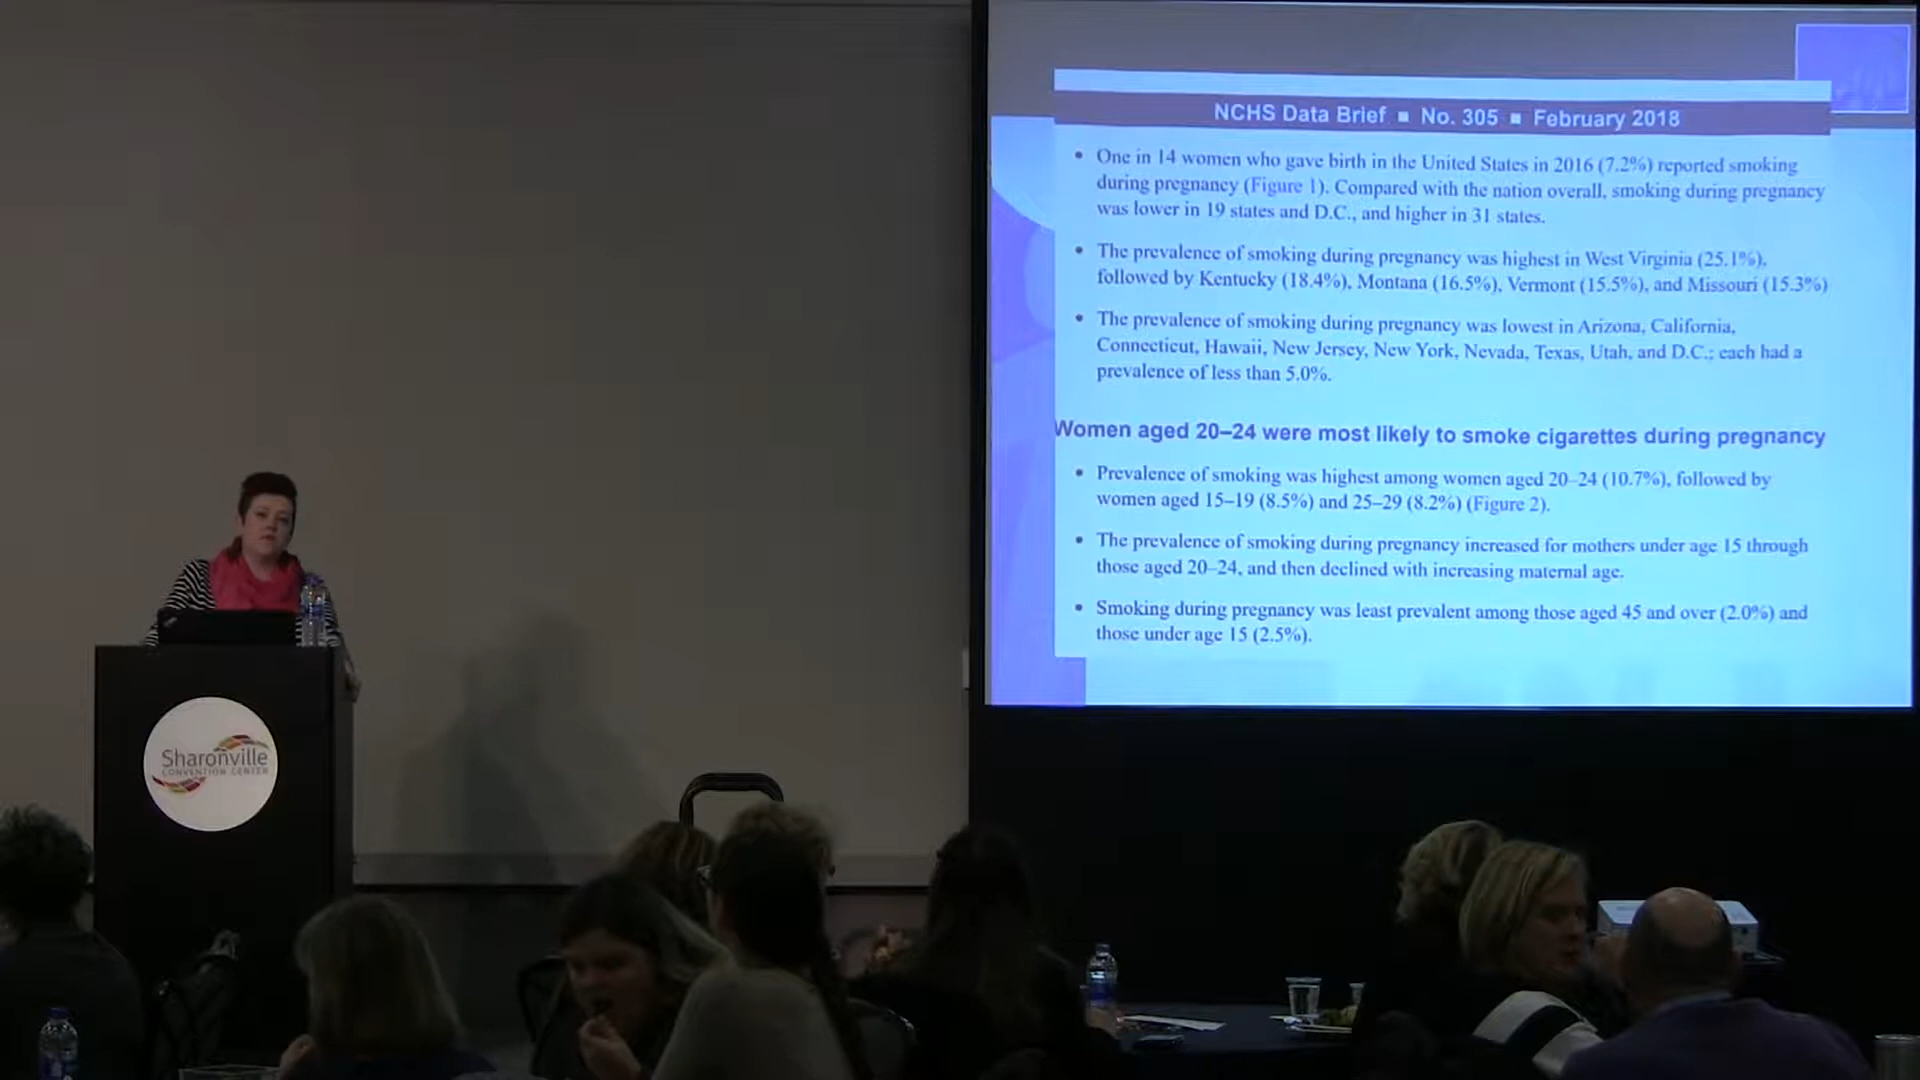 NCHS Data Brief ■ No. 305 ■ February 2018
• One in 14 women who gave birth in the United States in 2016 (7.2%) reported smoking
during pregnancy (Figure 1). Compared with the nation overall, smoking during pregnancy
was lower in 19 states and D.C., and higher in 31 states.
• The prevalence of smoking during pregnancy was highest in West Virginia (25.1%),
followed by Kentucky (18.4%), Montana (16.5%), Vermont (15.5%), and Missouri (15.3%)
• The prevalence of smoking during pregnancy was lowest in Arizona, California,
Connecticut, Hawaii, New Jersey, New York, Nevada, Texas, Utah, and D.C.; each had a
prevalence of less than 5.0%.
Women aged 20–24 were most likely to smoke cigarettes during pregnancy
• Prevalence of smoking was highest among women aged 20–24 (10.7%), followed by
women aged 15–19 (8.5%) and 25–29 (8.2%) (Figure 2).
• The prevalence of smoking during pregnancy increased for mothers under age 15 through
those aged 20–24, and then declined with increasing maternal age.
• Smoking during pregnancy was least prevalent among those aged 45 and over (2.0%) and
those under age 15 (2.5%).
Sharonville
CONVENTION CENTER